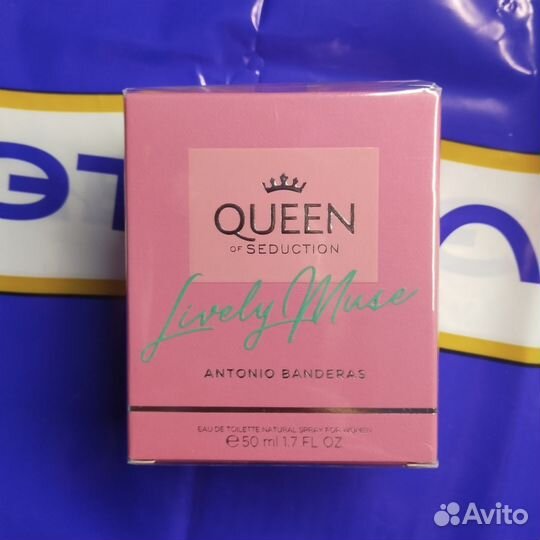 QUEEN
OF SEDUCTION
Lively Muse
ANTONIO BANDERAS
EAU DE TOILETTE NATURAL SPRAY FOR WOMEN
℮50 ml 1.7 FL OZ.
Avito